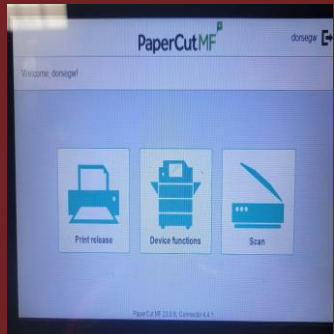 PaperCut MF
dorsegw
Welcome, dorsegw!
Print release
Device functions
Scan